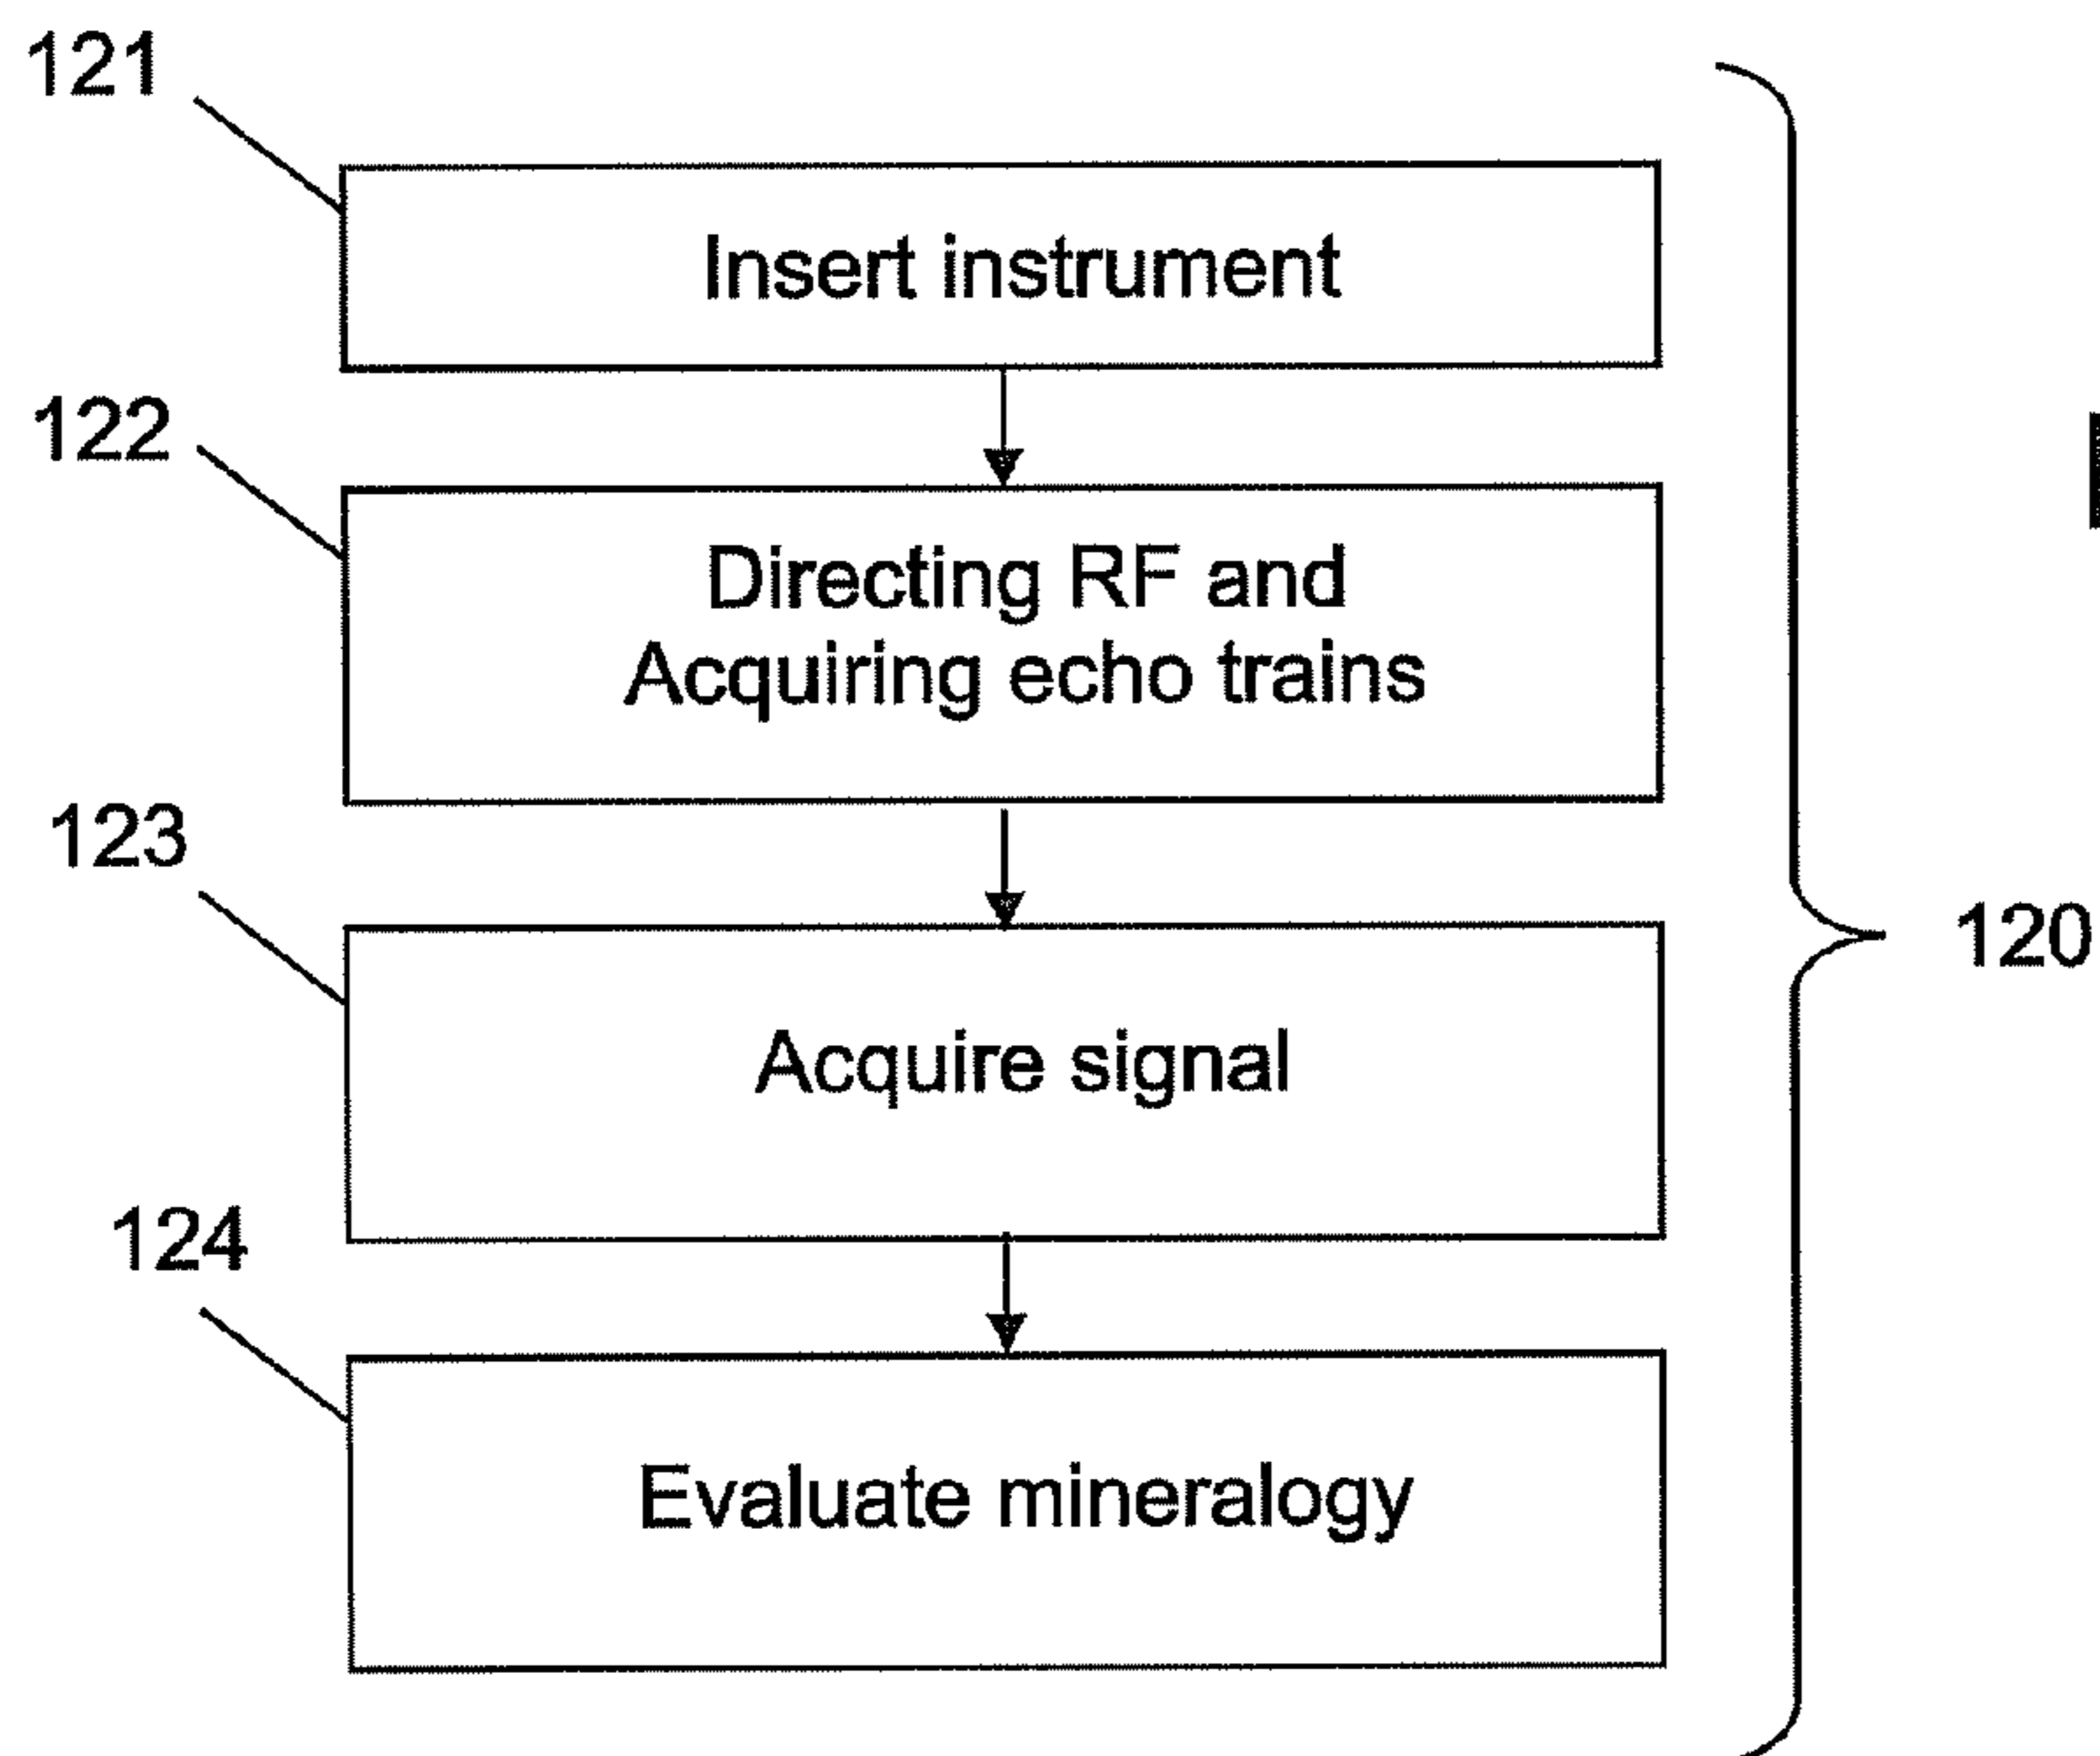 121
Insert instrument
122
Directing RF and
Acquiring echo trains
123
Acquire signal
120
124
Evaluate mineralogy